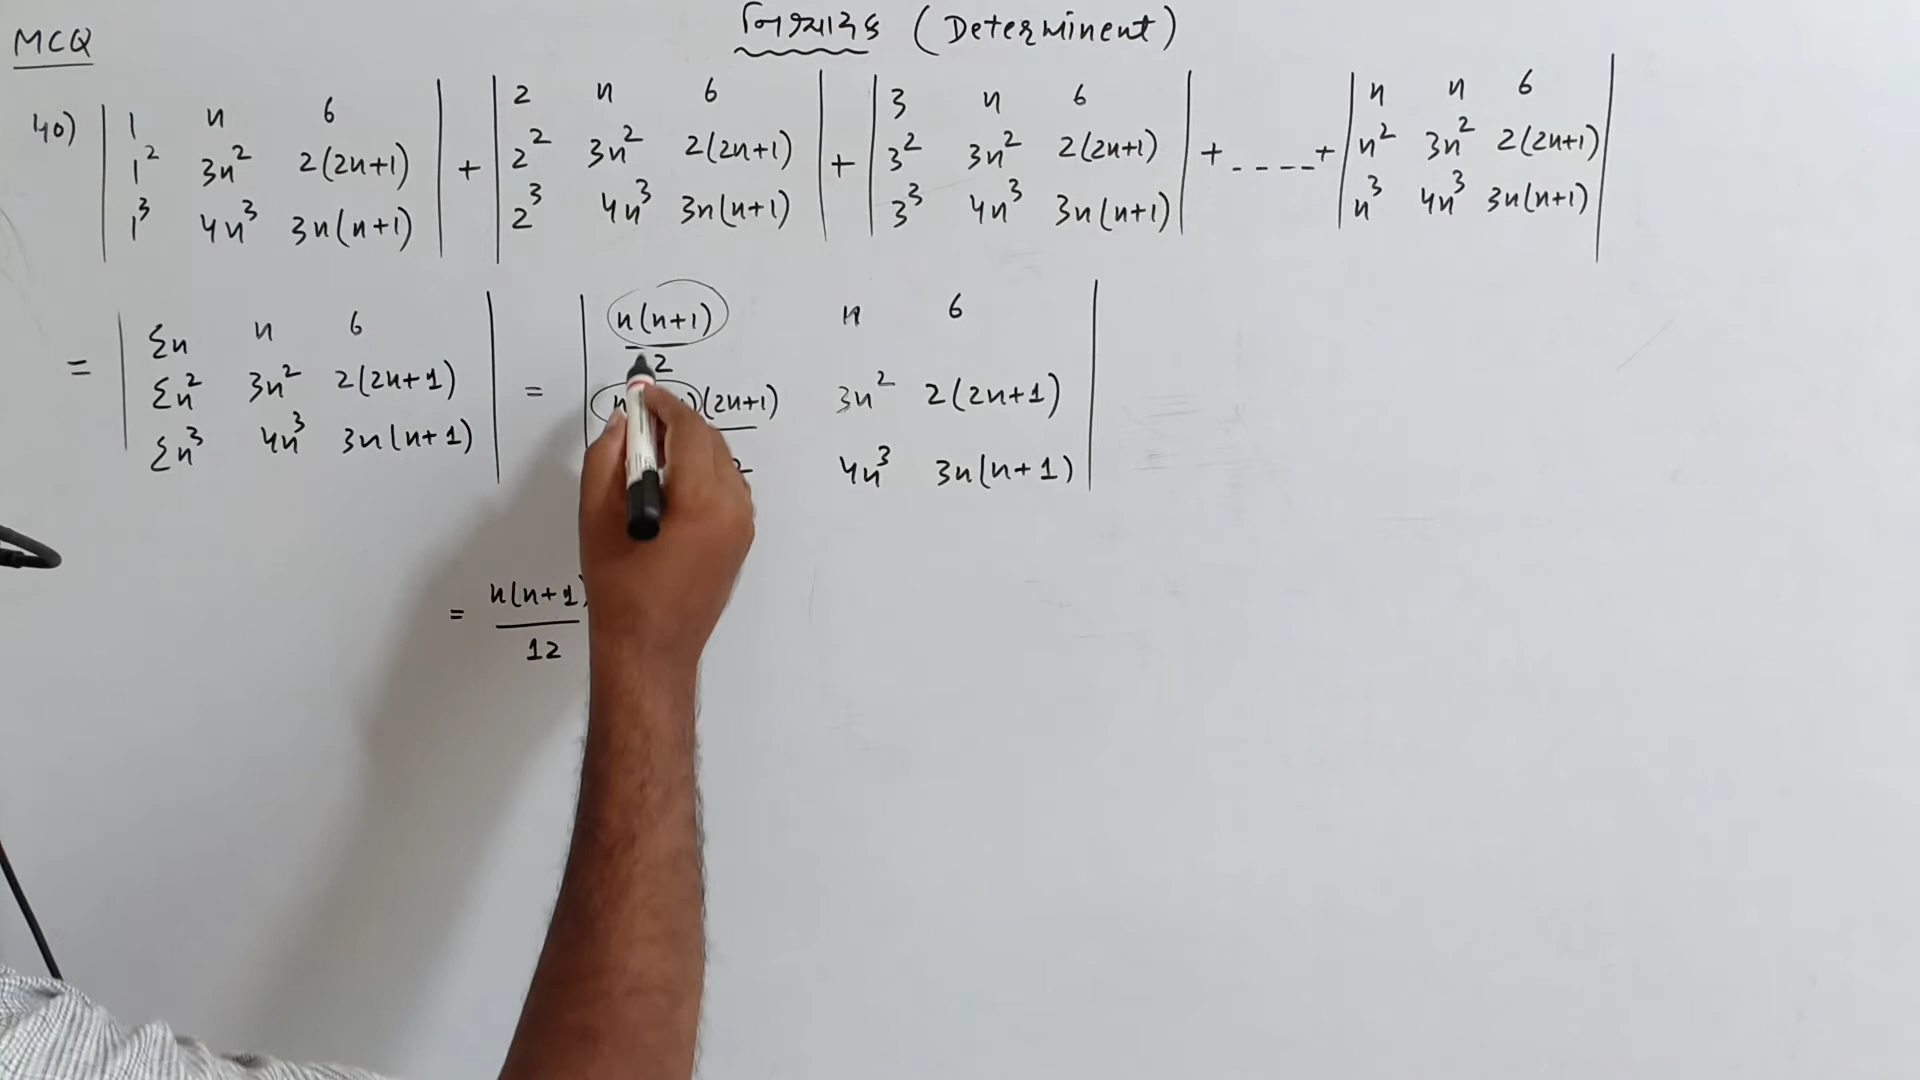 MCQ
নির্ণায়ক (Determinent)
40) | 1 n 6 | + | 2 n 6 | + | 3 n 6 | + ---- + | n n 6 |
| 1² 3n² 2(2n+1) | | 2² 3n² 2(2n+1) | | 3² 3n² 2(2n+1) | | n² 3n² 2(2n+1) |
| 1³ 4n³ 3n(n+1) | | 2³ 4n³ 3n(n+1) | | 3³ 4n³ 3n(n+1) | | n³ 4n³ 3n(n+1) |
= | Σn n 6 | = | n(n+1)/2 n 6 |
| Σn² 3n² 2(2n+1) | | (2n+1) 3n² 2(2n+1) |
| Σn³ 4n³ 3n(n+1) | | 4n³ 3n(n+1) |
= n(n+1)/12